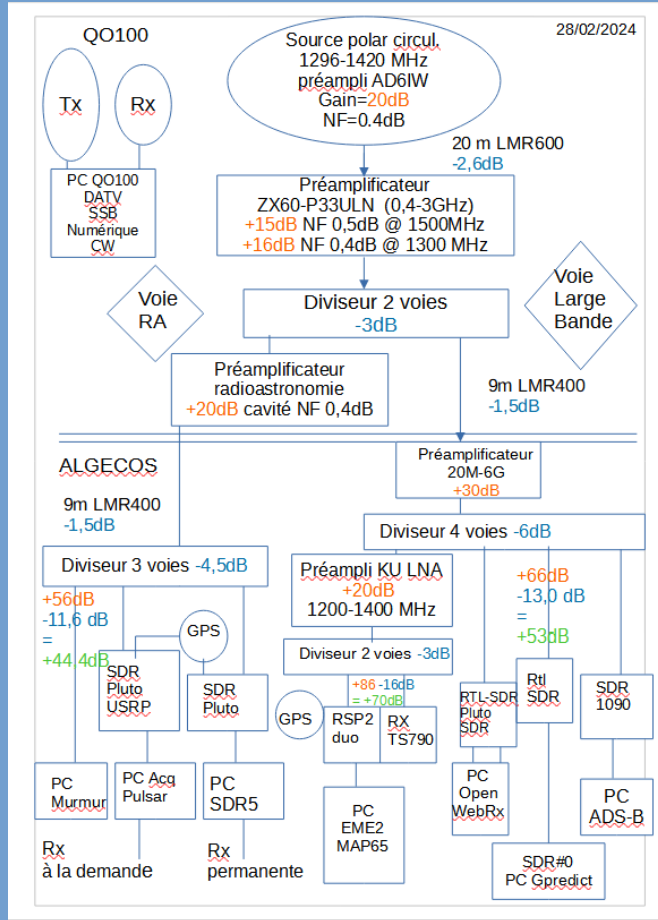 QO100
28/02/2024
Tx
Rx
PC QO100
DATV
SSB
Numérique
CW
Source polar circul.
1296-1420 MHz
préampli AD6IW
Gain=20dB
NF=0.4dB
20 m LMR600
-2,6dB
Préamplificateur
ZX60-P33ULN (0,4-3GHz)
+15dB NF 0,5dB @ 1500MHz
+16dB NF 0,4dB @ 1300 MHz
Voie
RA
Diviseur 2 voies
-3dB
Voie
Large
Bande
Préamplificateur
radioastronomie
+20dB cavité NF 0,4dB
9m LMR400
-1,5dB
ALGECOS
Préamplificateur
20M-6G
+30dB
9m LMR400
-1,5dB
Diviseur 4 voies -6dB
Diviseur 3 voies -4,5dB
Préampli KU LNA
+20dB
1200-1400 MHz
+66dB
-13,0 dB
=
+53dB
+56dB
-11,6 dB
=
+44,4dB
GPS
Diviseur 2 voies -3dB
+86 -16dB
= +70dB
SDR
Pluto
USRP
SDR
Pluto
GPS
RSP2
duo
RX
TS790
RTL-SDR
Pluto
SDR
Rtl
SDR
SDR
1090
PC
Murmur
PC Acq
Pulsar
PC
SDR5
PC
EME2
MAP65
PC
Open
WebRx
PC
ADS-B
Rx
à la demande
Rx
permanente
SDR#0
PC Gpredict